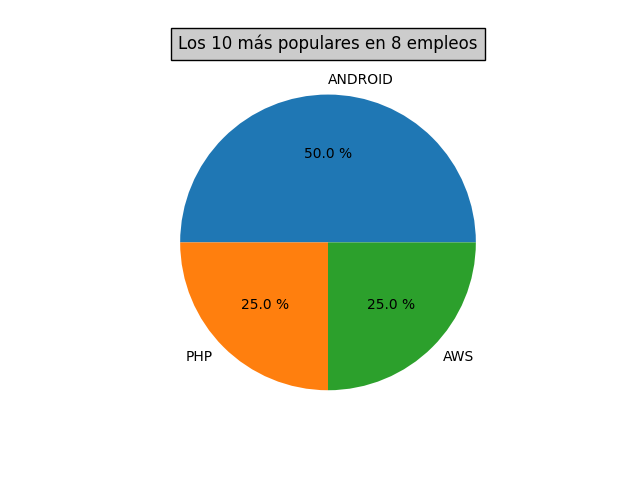 Los 10 más populares en 8 empleos
ANDROID
50.0 %
25.0 %
25.0 %
PHP
AWS